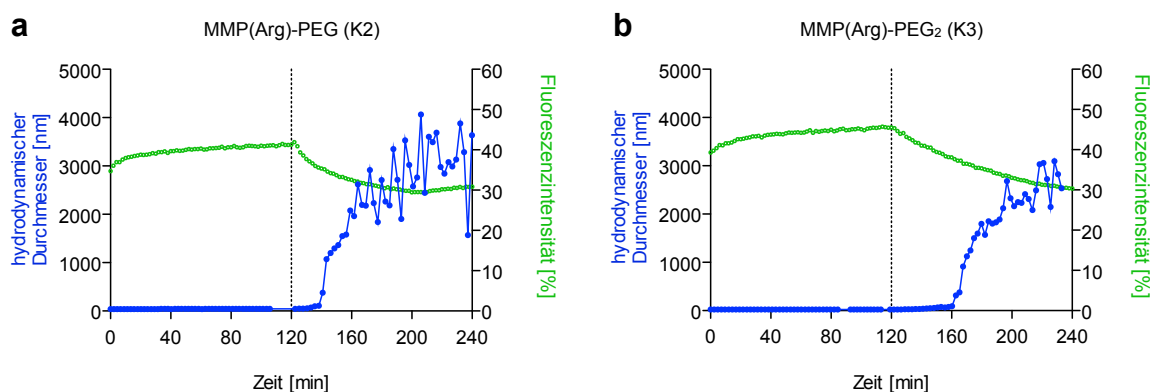 a
MMP(Arg)-PEG (K2)
hydrodynamischer
Durchmesser [nm]
5000
4000
3000
2000
1000
0
60
50
40
30
20
10
0
Fluoreszenzintensität [%]
0 40 80 120 160 200 240
Zeit [min]
b
MMP(Arg)-PEG₂ (K3)
hydrodynamischer
Durchmesser [nm]
5000
4000
3000
2000
1000
0
60
50
40
30
20
10
0
Fluoreszenzintensität [%]
0 40 80 120 160 200 240
Zeit [min]